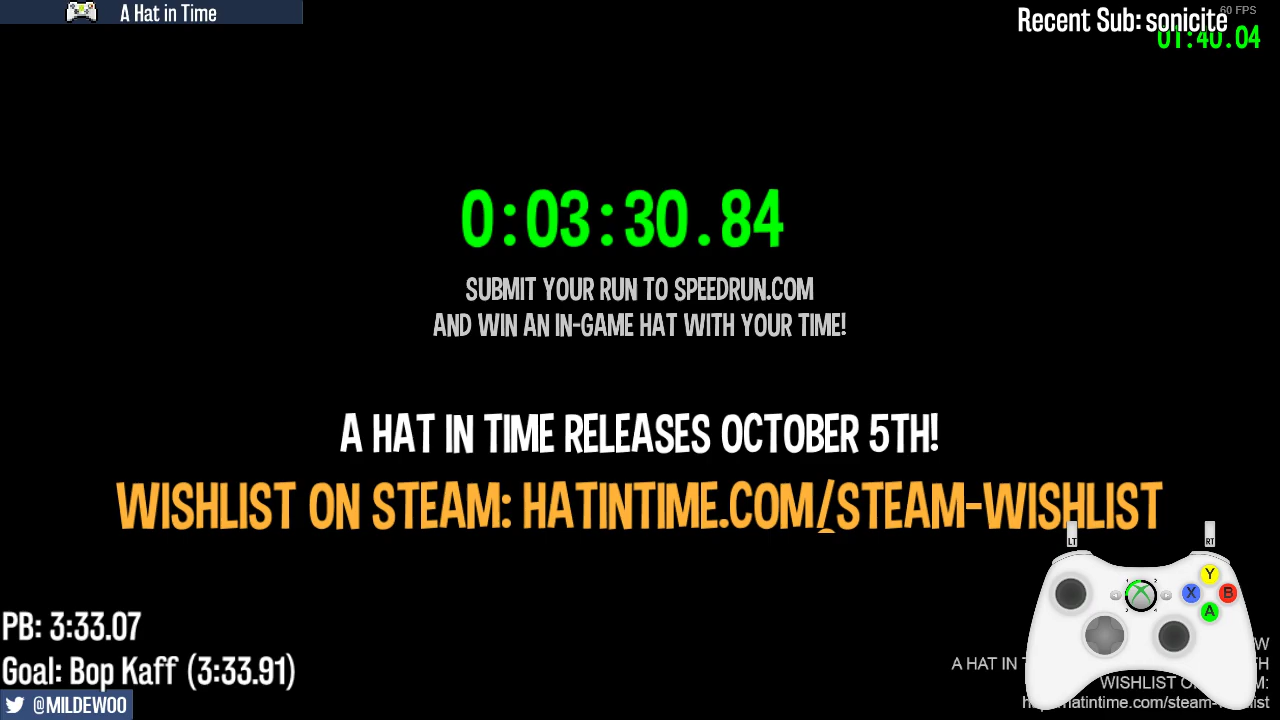 A Hat in Time
Recent Sub: sonicite
60 FPS
01:40.04
0:03:30.84
SUBMIT YOUR RUN TO SPEEDRUN.COM
AND WIN AN IN-GAME HAT WITH YOUR TIME!
A HAT IN TIME RELEASES OCTOBER 5TH!
WISHLIST ON STEAM: HATINTIME.COM/STEAM-WISHLIST
LT
RT
Y
X
B
A
PB: 3:33.07
Goal: Bop Kaff (3:33.91)
@MILDEWOO
A HAT IN
WISHLIST